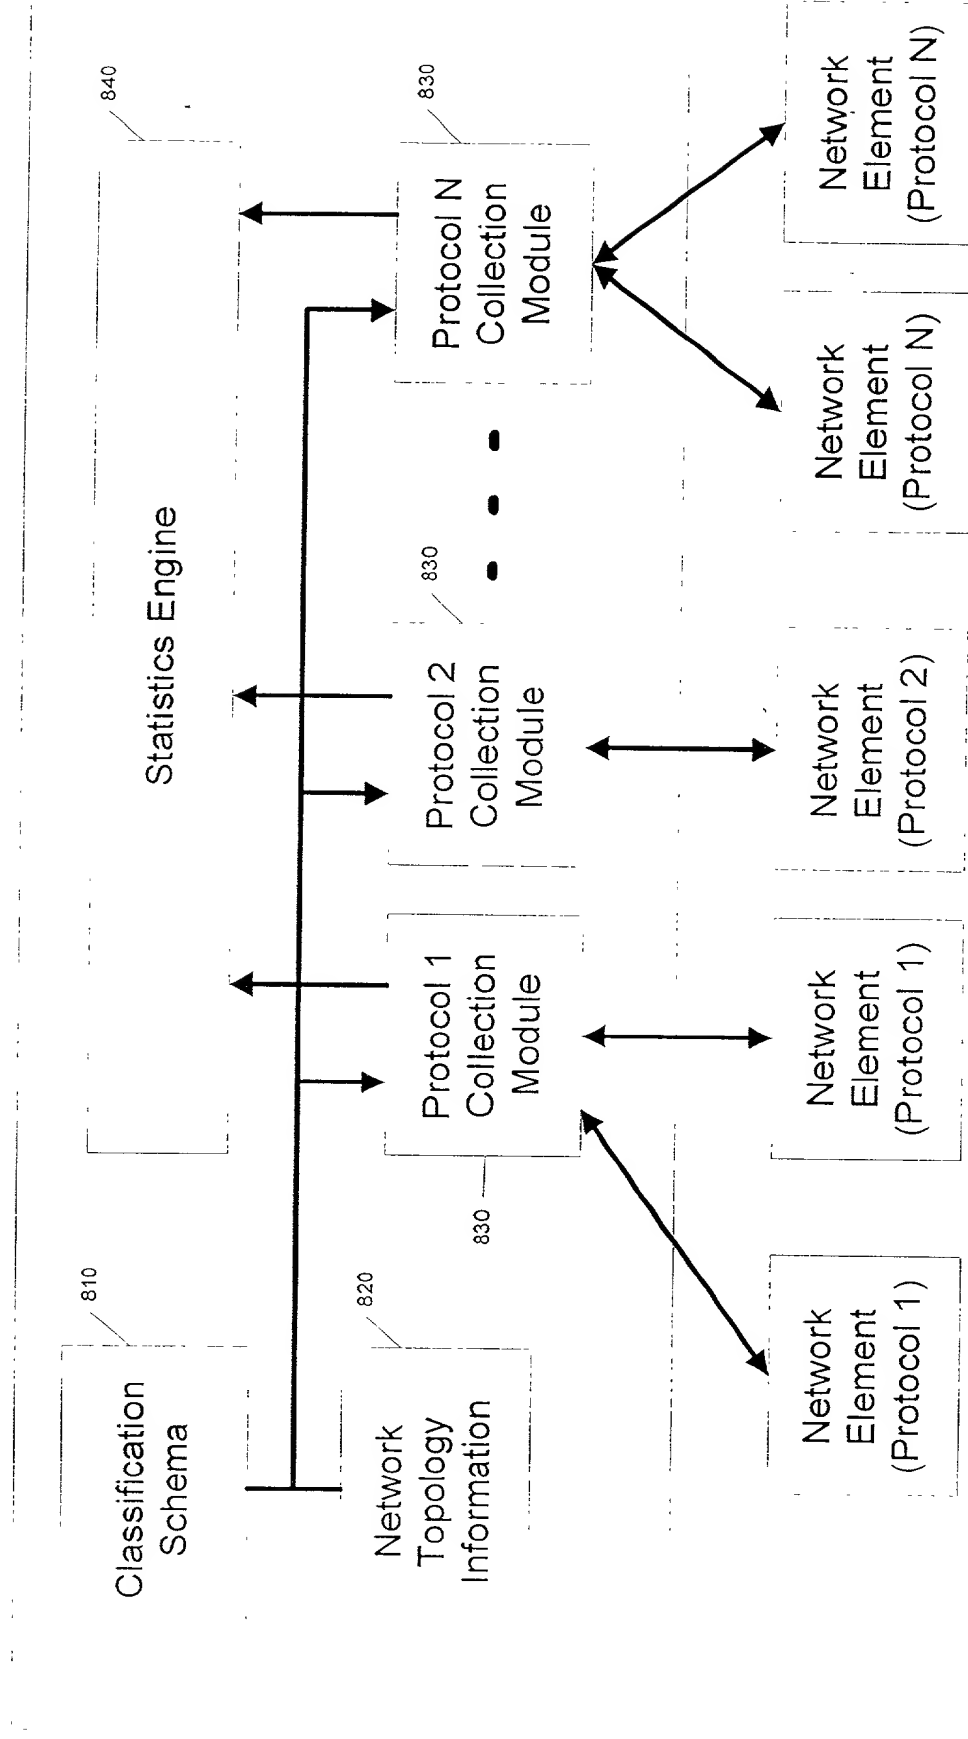 810
Classification
Schema
840
Statistics Engine
820
Network
Topology
Information
830
Protocol 1
Collection
Module
830
Protocol 2
Collection
Module
830
Protocol N
Collection
Module
Network
Element
(Protocol 1)
Network
Element
(Protocol 1)
Network
Element
(Protocol 2)
Network
Element
(Protocol N)
Network
Element
(Protocol N)